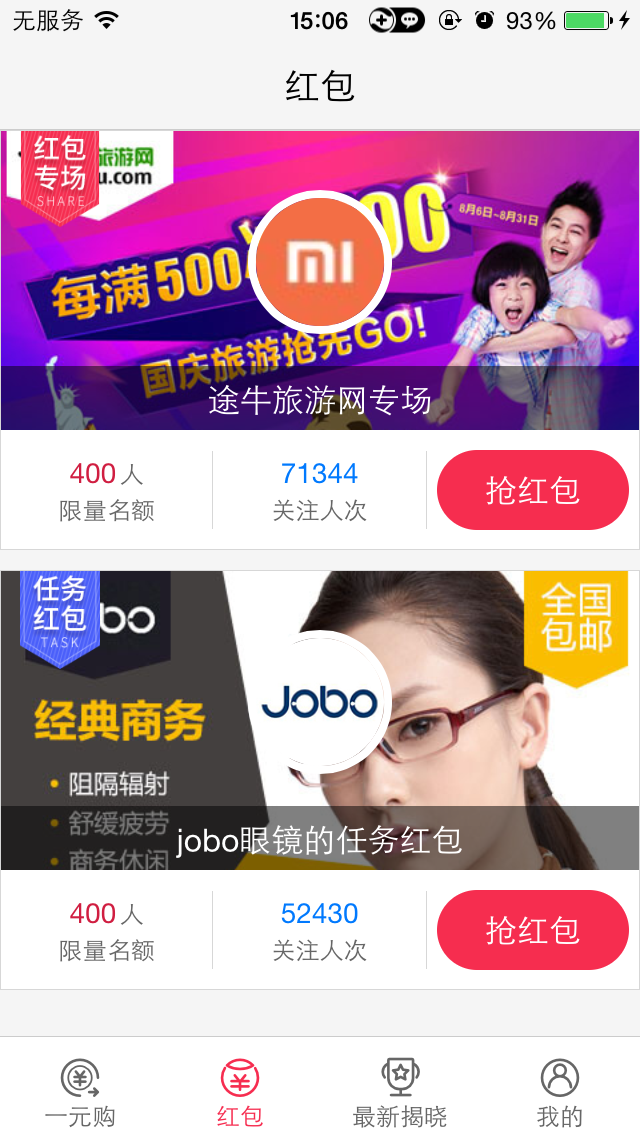 无服务 15:06 93%
红包
红包
专场
SHARE
旅游网
u.com
8月6日~8月31日
每满500
00
国庆旅游抢先GO!
mi
途牛旅游网专场
400人
限量名额
71344
关注人次
抢红包
任务
红包
TASK
bo
全国
包邮
经典商务
Jobo
• 阻隔辐射
• 舒缓疲劳
• 商务休闲
jobo眼镜的任务红包
400人
限量名额
52430
关注人次
抢红包
一元购 红包 最新揭晓 我的